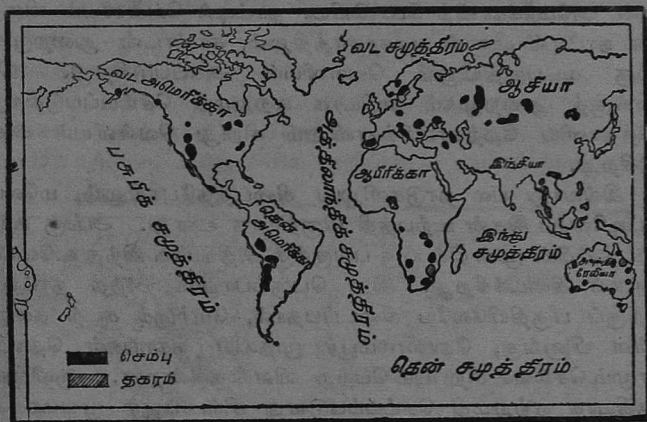 வட சமுத்திரம்
வட அமெரிக்கா
ஆசியா
பசுபிக் சமுத்திரம்
அத்திலாந்திக் சமுத்திரம்
ஆபிரிக்கா
இந்தியா
தென்
அமெரிக்கா
இந்து
சமுத்திரம்
அவுஸ்
ரேலியா
செம்பு
தகரம்
தென் சமுத்திரம்